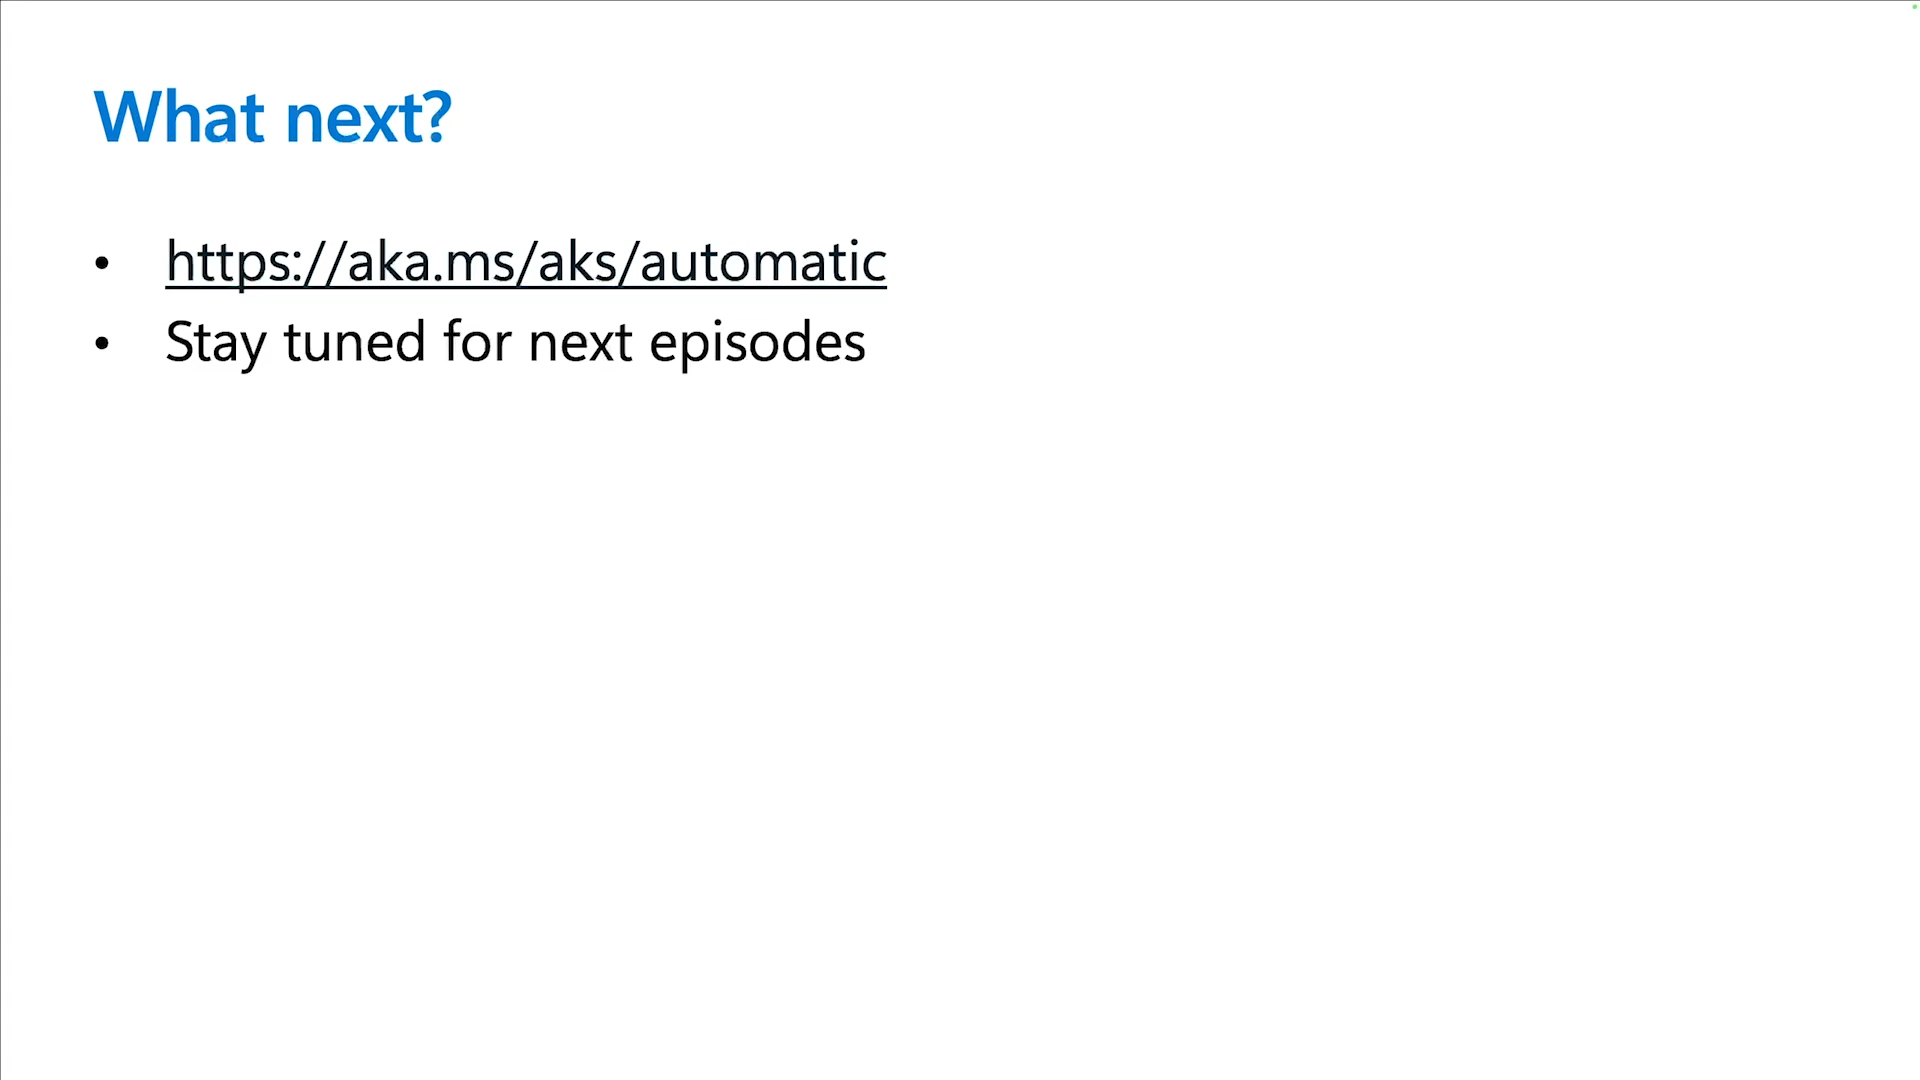 What next?
• https://aka.ms/aks/automatic
• Stay tuned for next episodes